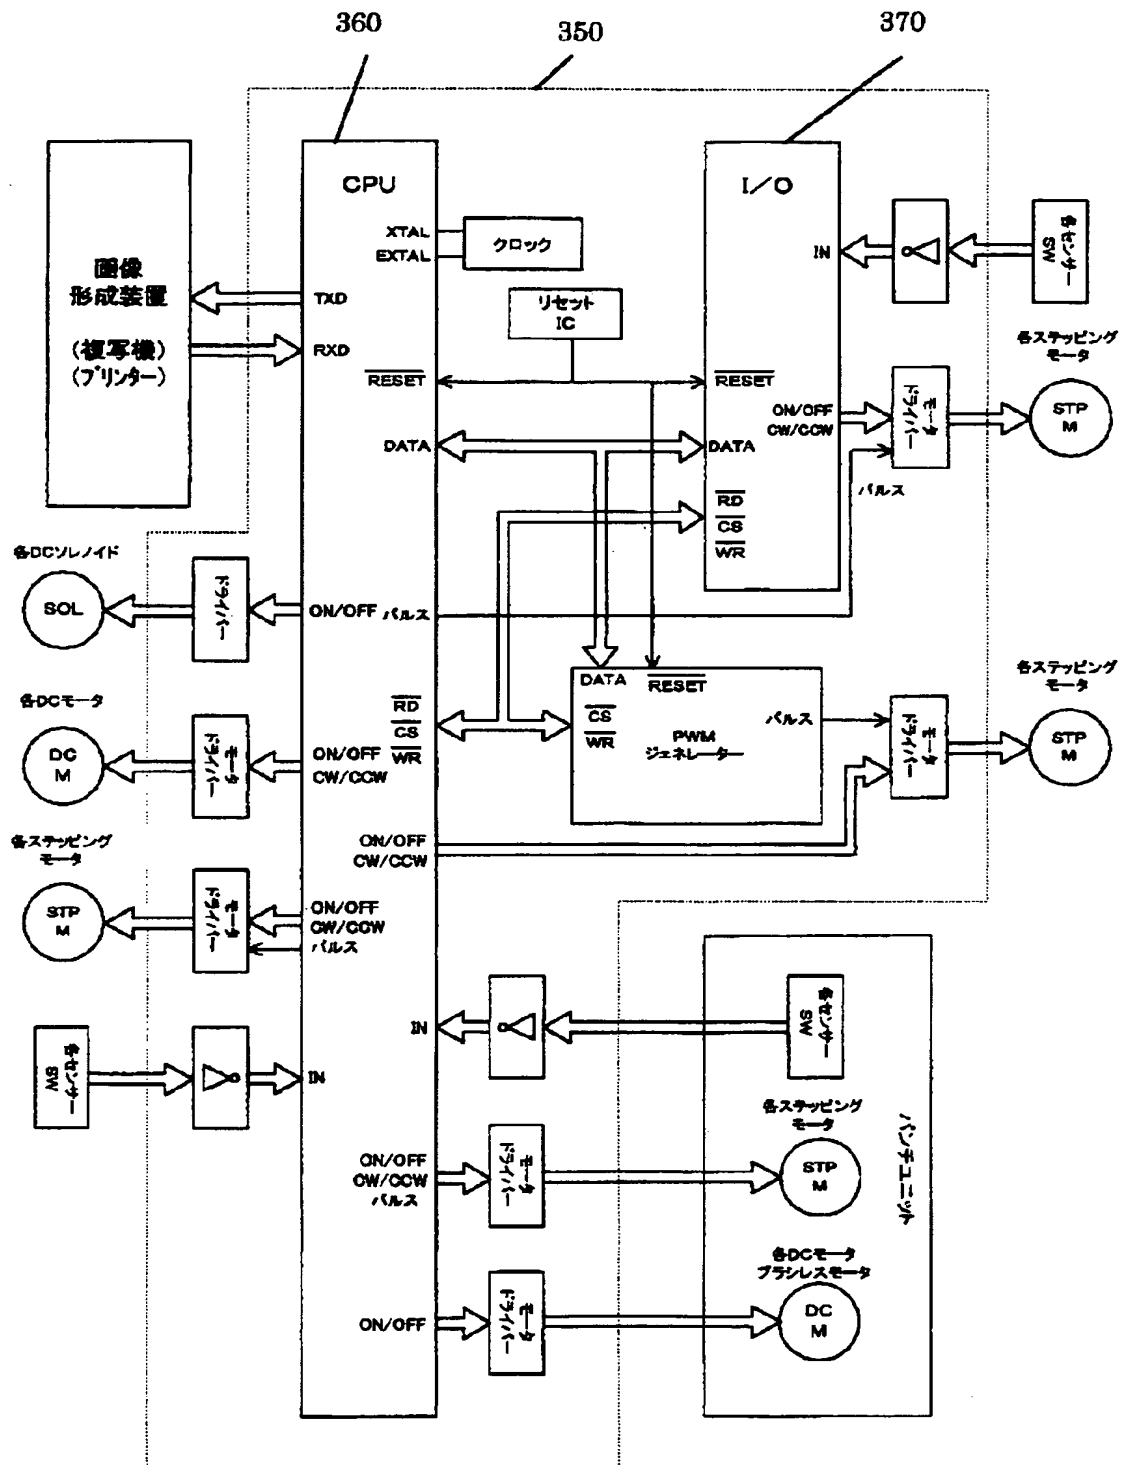 360
350
370
CPU
I/O
XTAL
EXTAL
クロック
IN
各センサー
SW
画像
形成装置
(複写機)
(プリンター)
TXD
RXD
リセット
IC
RESET
RESET
各ステッピング
モータ
ON/OFF
CW/CCW
モータ
ドライバー
STP
M
DATA
DATA
パルス
RD
CS
WR
各DCソレノイド
SOL
ドライバー
ON/OFF
パルス
DATA
RESET
CS
WR
PWM
ジェネレーター
パルス
モータ
ドライバー
各ステッピング
モータ
STP
M
各DCモータ
DC
M
モータ
ドライバー
ON/OFF
CW/CCW
RD
CS
WR
ON/OFF
CW/CCW
各ステッピング
モータ
STP
M
モータ
ドライバー
ON/OFF
CW/CCW
パルス
IN
各センサー
SW
各センサー
SW
IN
パンチユニット
各ステッピング
モータ
ON/OFF
CW/CCW
パルス
モータ
ドライバー
STP
M
各DCモータ
ブラシレスモータ
ON/OFF
モータ
ドライバー
DC
M